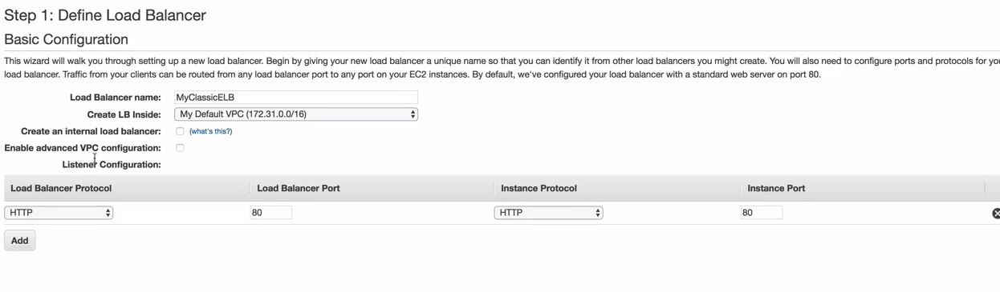 Step 1: Define Load Balancer
Basic Configuration
This wizard will walk you through setting up a new load balancer. Begin by giving your new load balancer a unique name so that you can identify it from other load balancers you might create. You will also need to configure ports and protocols for
load balancer. Traffic from your clients can be routed from any load balancer port to any port on your EC2 instances. By default, we've configured your load balancer with a standard web server on port 80.
Load Balancer name: MyClassicELB
Create LB Inside: My Default VPC (172.31.0.0/16)
Create an internal load balancer: (what's this?)
Enable advanced VPC configuration:
Listener Configuration:
Load Balancer Protocol Load Balancer Port Instance Protocol Instance Port
HTTP 80 HTTP 80
Add